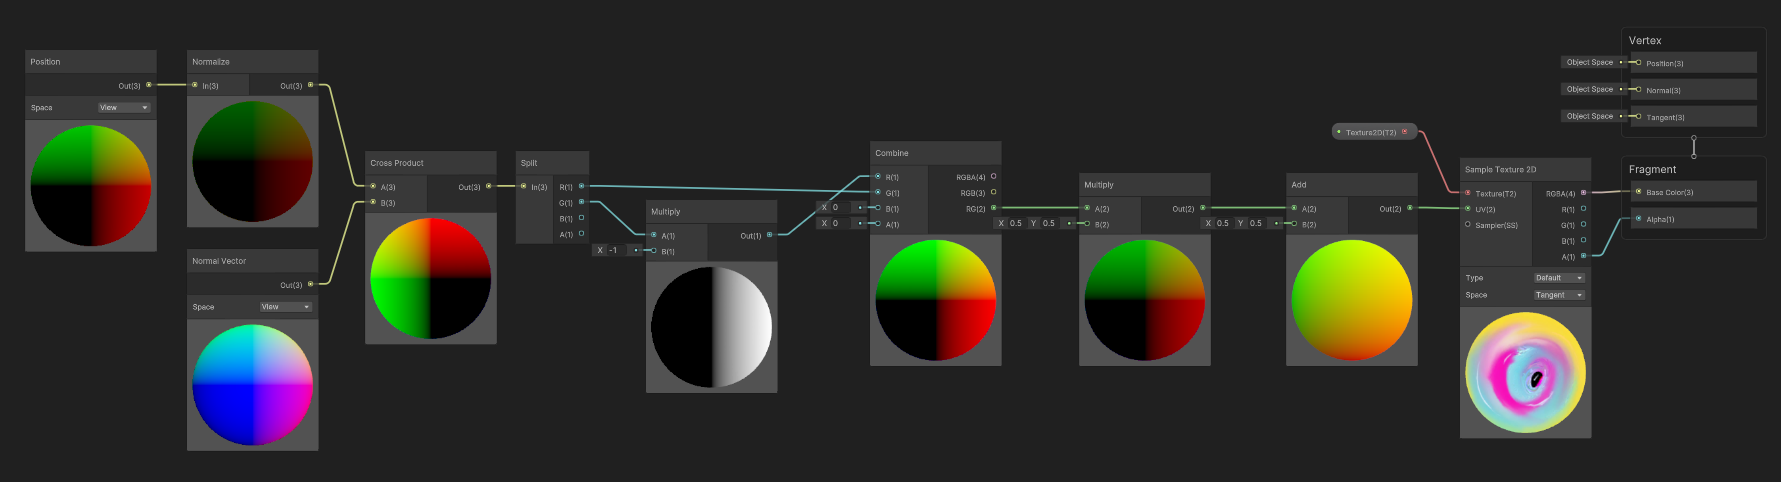 Position
Out(3)
Space
View
Normalize
In(3)
Out(3)
Normal Vector
Out(3)
Space
View
Cross Product
A(3)
Out(3)
B(3)
Split
In(3)
R(1)
G(1)
B(1)
A(1)
X -1
Multiply
A(1)
Out(1)
B(1)
X 0
X 0
Combine
R(1)
RGBA(4)
G(1)
RGB(3)
B(1)
RG(2)
A(1)
X 0.5 Y 0.5
Multiply
A(2)
Out(2)
B(2)
X 0.5 Y 0.5
Add
A(2)
Out(2)
B(2)
Texture2D(T2)
Sample Texture 2D
Texture(T2)
RGBA(4)
UV(2)
R(1)
Sampler(SS)
G(1)
B(1)
A(1)
Type
Default
Space
Tangent
Vertex
Object Space
Position(3)
Object Space
Normal(3)
Object Space
Tangent(3)
Fragment
Base Color(3)
Alpha(1)